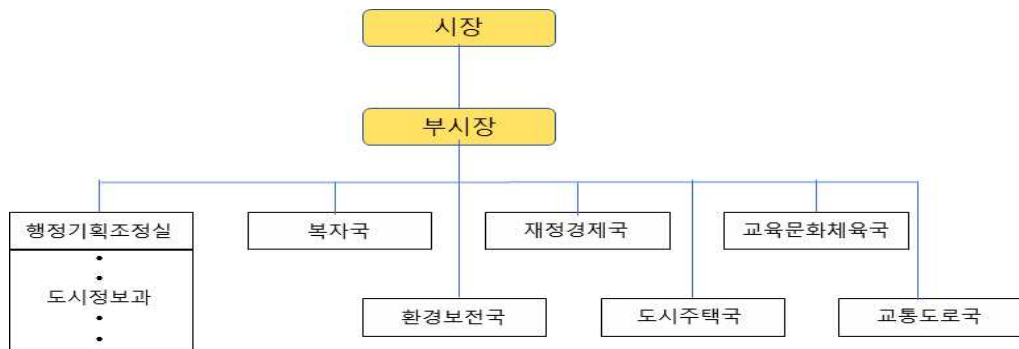 시장
부시장
행정기획조정실
복자국
재정경제국
교육문화체육국
도시정보과
환경보전국
도시주택국
교통도로국